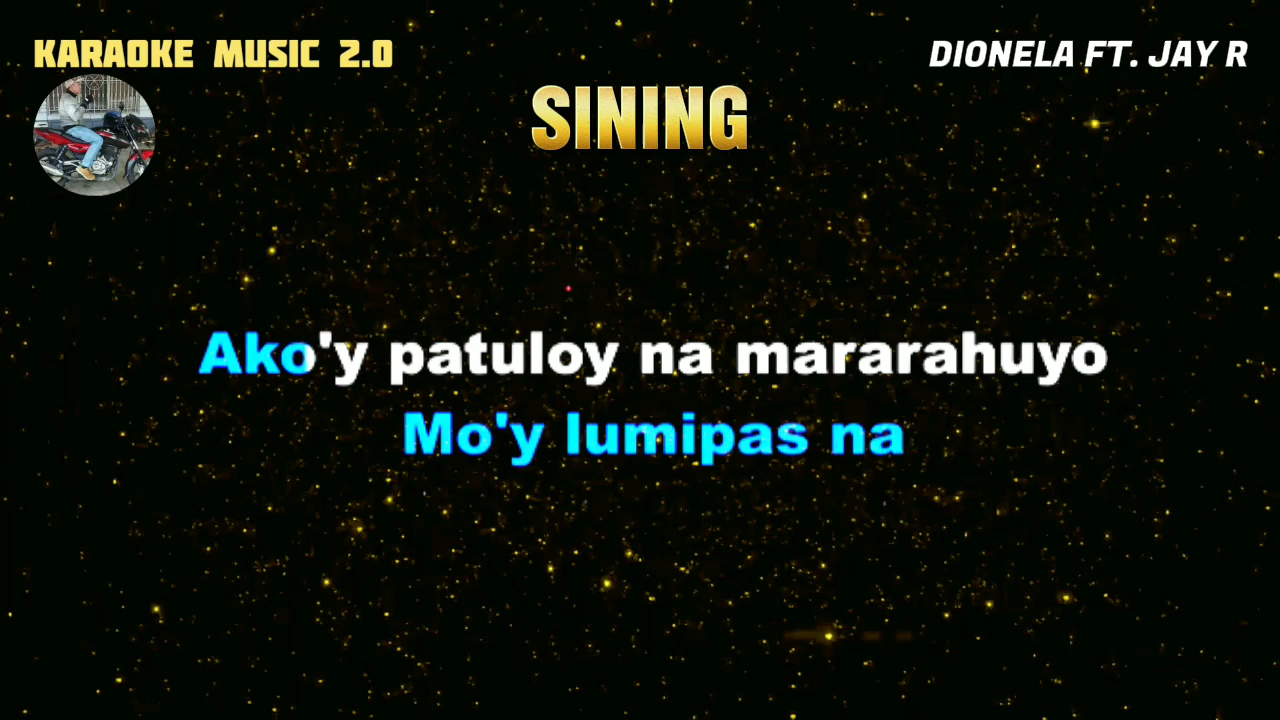 KARAOKE MUSIC 2.0
DIONELA FT. JAY R
SINING
Ako'y patuloy na mararahuyo
Mo'y lumipas na